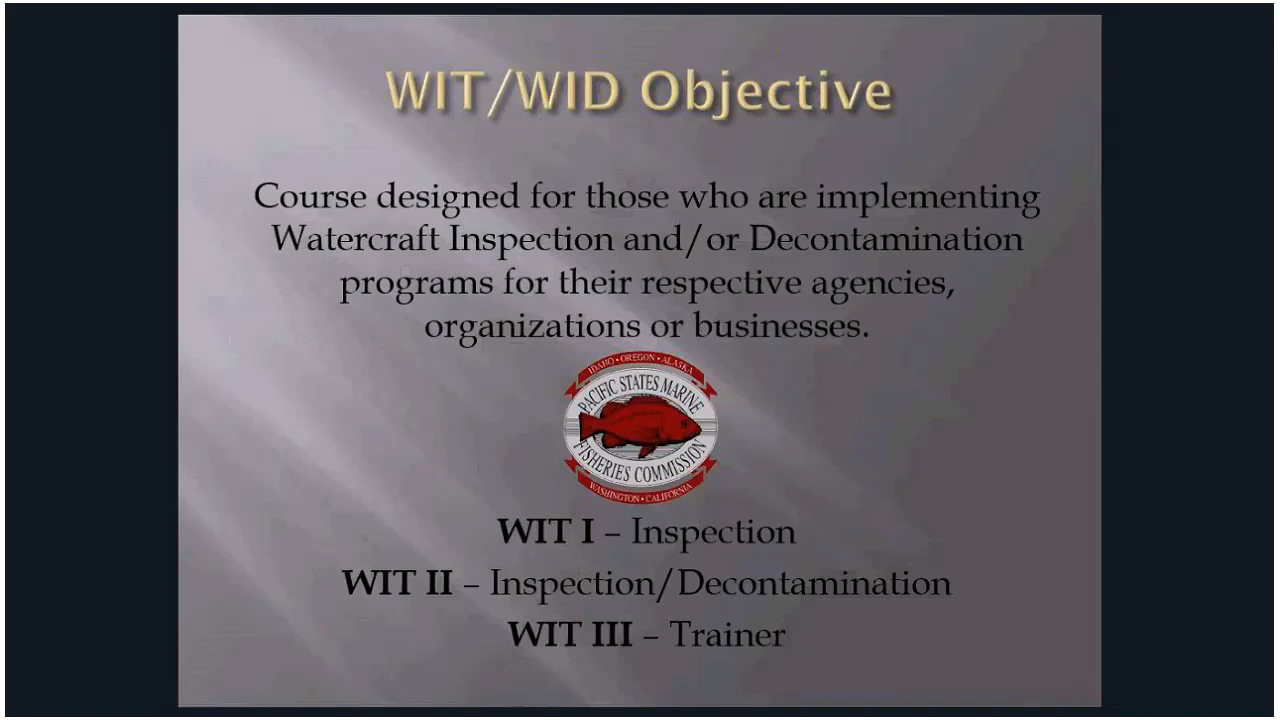 WIT/WID Objective
Course designed for those who are implementing
Watercraft Inspection and/or Decontamination
programs for their respective agencies,
organizations or businesses.
IDAHO • OREGON • ALASKA
PACIFIC STATES MARINE
FISHERIES COMMISSION
WASHINGTON • CALIFORNIA
WIT I – Inspection
WIT II – Inspection/Decontamination
WIT III – Trainer